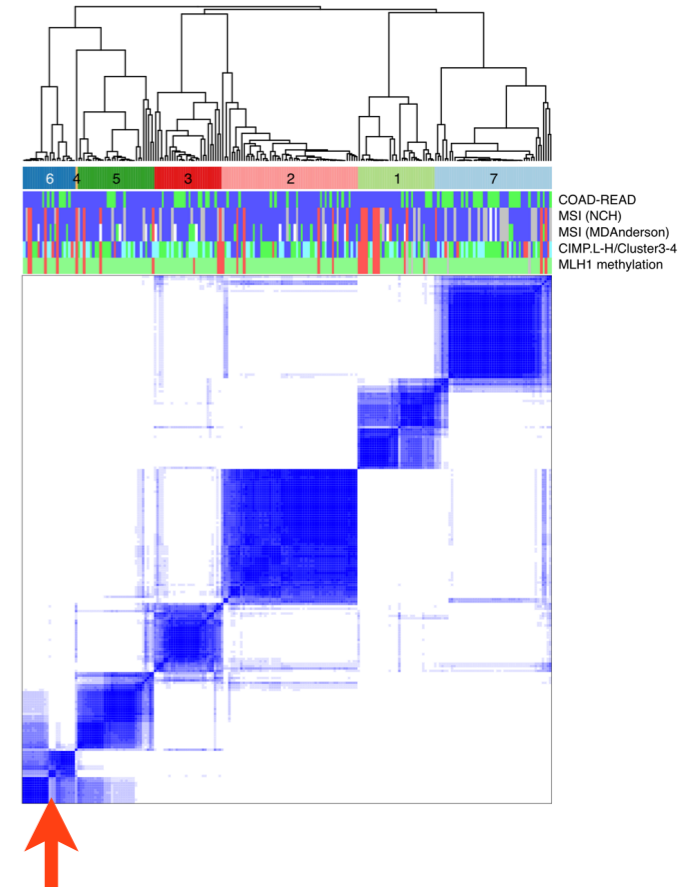 6 4 5 3 2 1 7
COAD-READ
MSI (NCH)
MSI (MDAnderson)
CIMP.L-H/Cluster3-4
MLH1 methylation